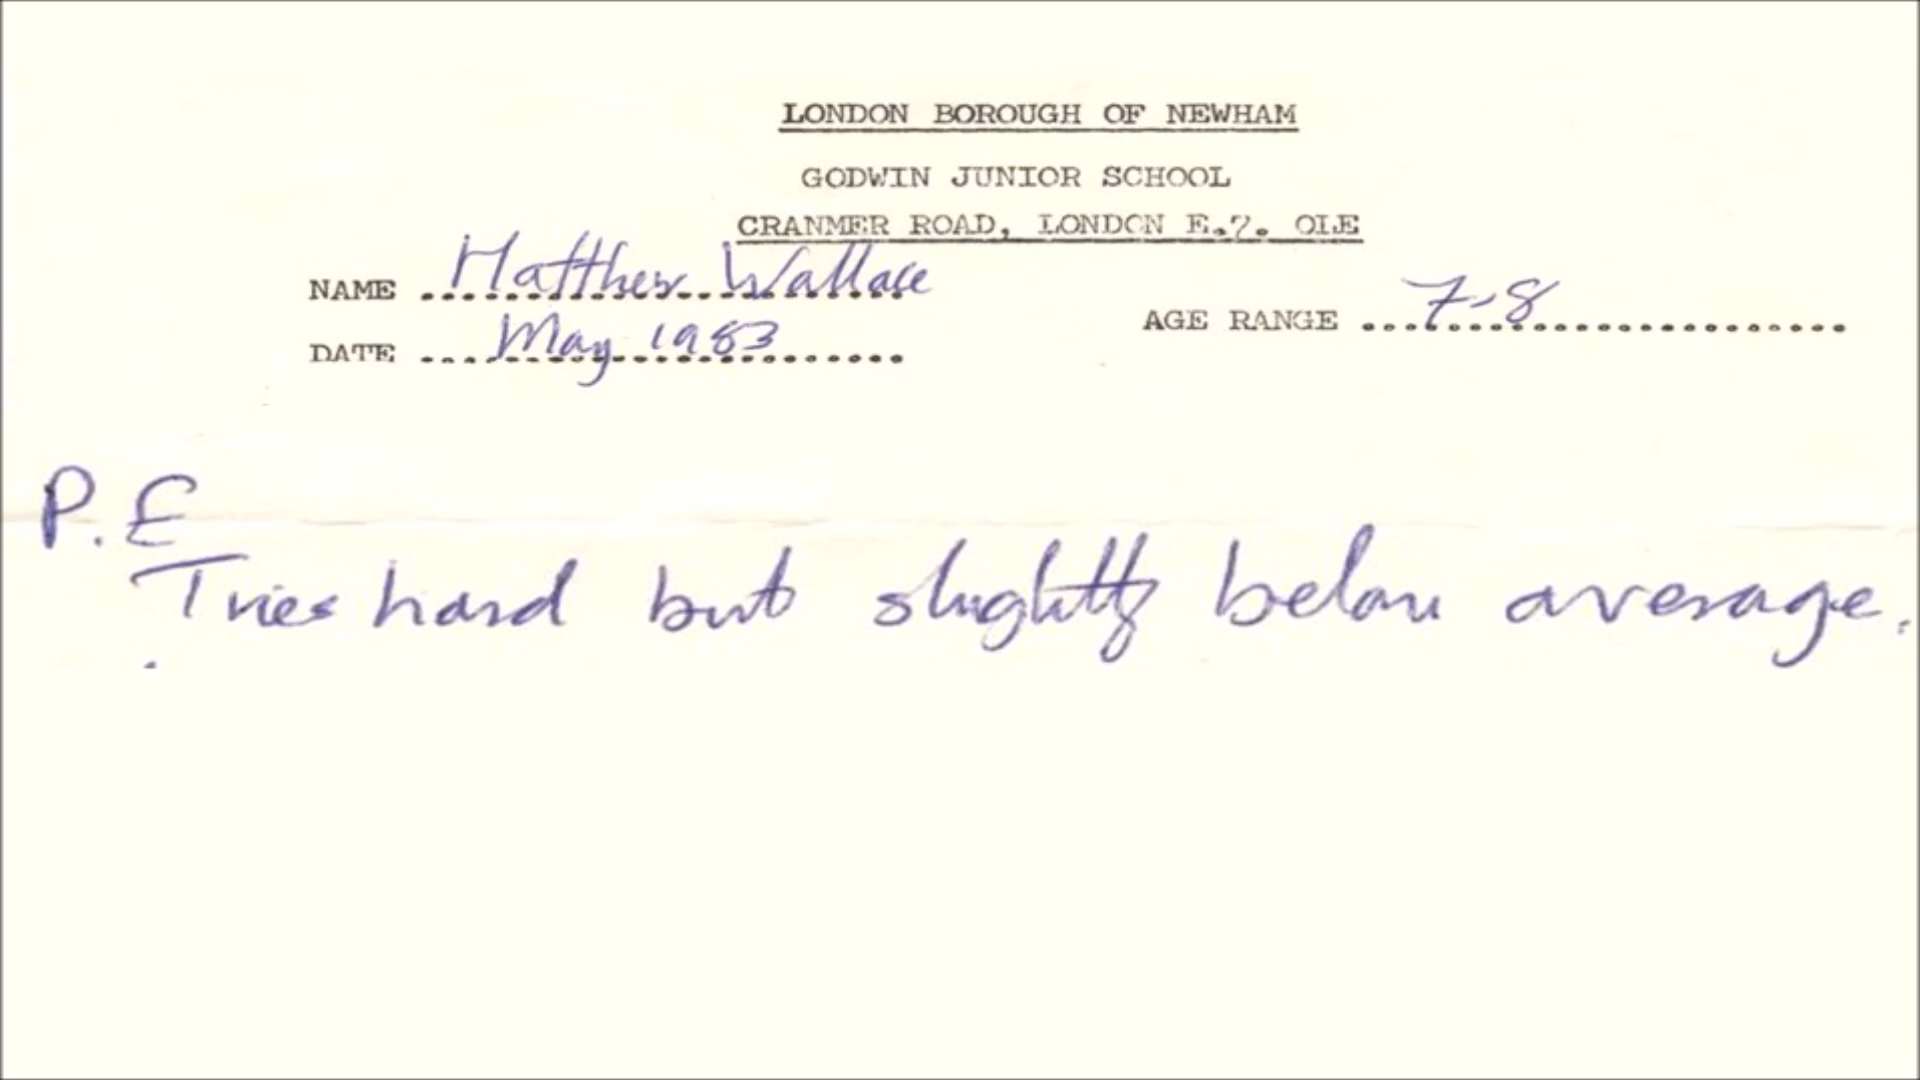 LONDON BOROUGH OF NEWHAM
GODWIN JUNIOR SCHOOL
CRANMER ROAD, LONDON E.7. OLE
NAME Matthew Wallace
AGE RANGE 7-8
DATE May 1983
P.E
Tries hard but slightly below average.